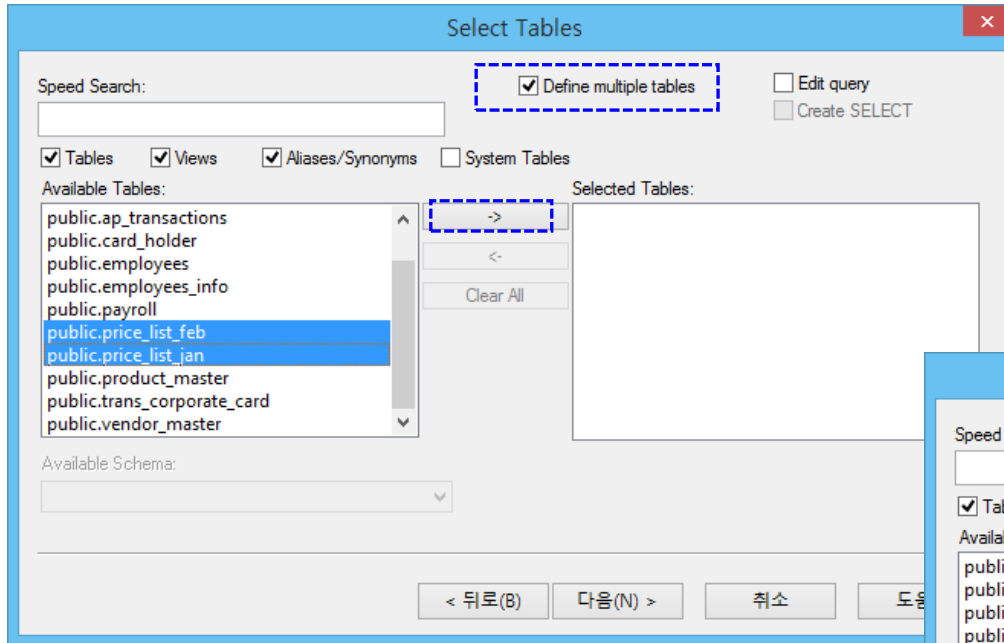 Select Tables
Speed Search:
Define multiple tables
Edit query
Create SELECT
Tables
Views
Aliases/Synonyms
System Tables
Available Tables:
Selected Tables:
public.ap_transactions
public.card_holder
public.employees
public.employees_info
public.payroll
public.price_list_feb
public.price_list_jan
public.product_master
public.trans_corporate_card
public.vendor_master
->
<-
Clear All
Available Schema:
< 뒤로(B)
다음(N) >
취소
Speed